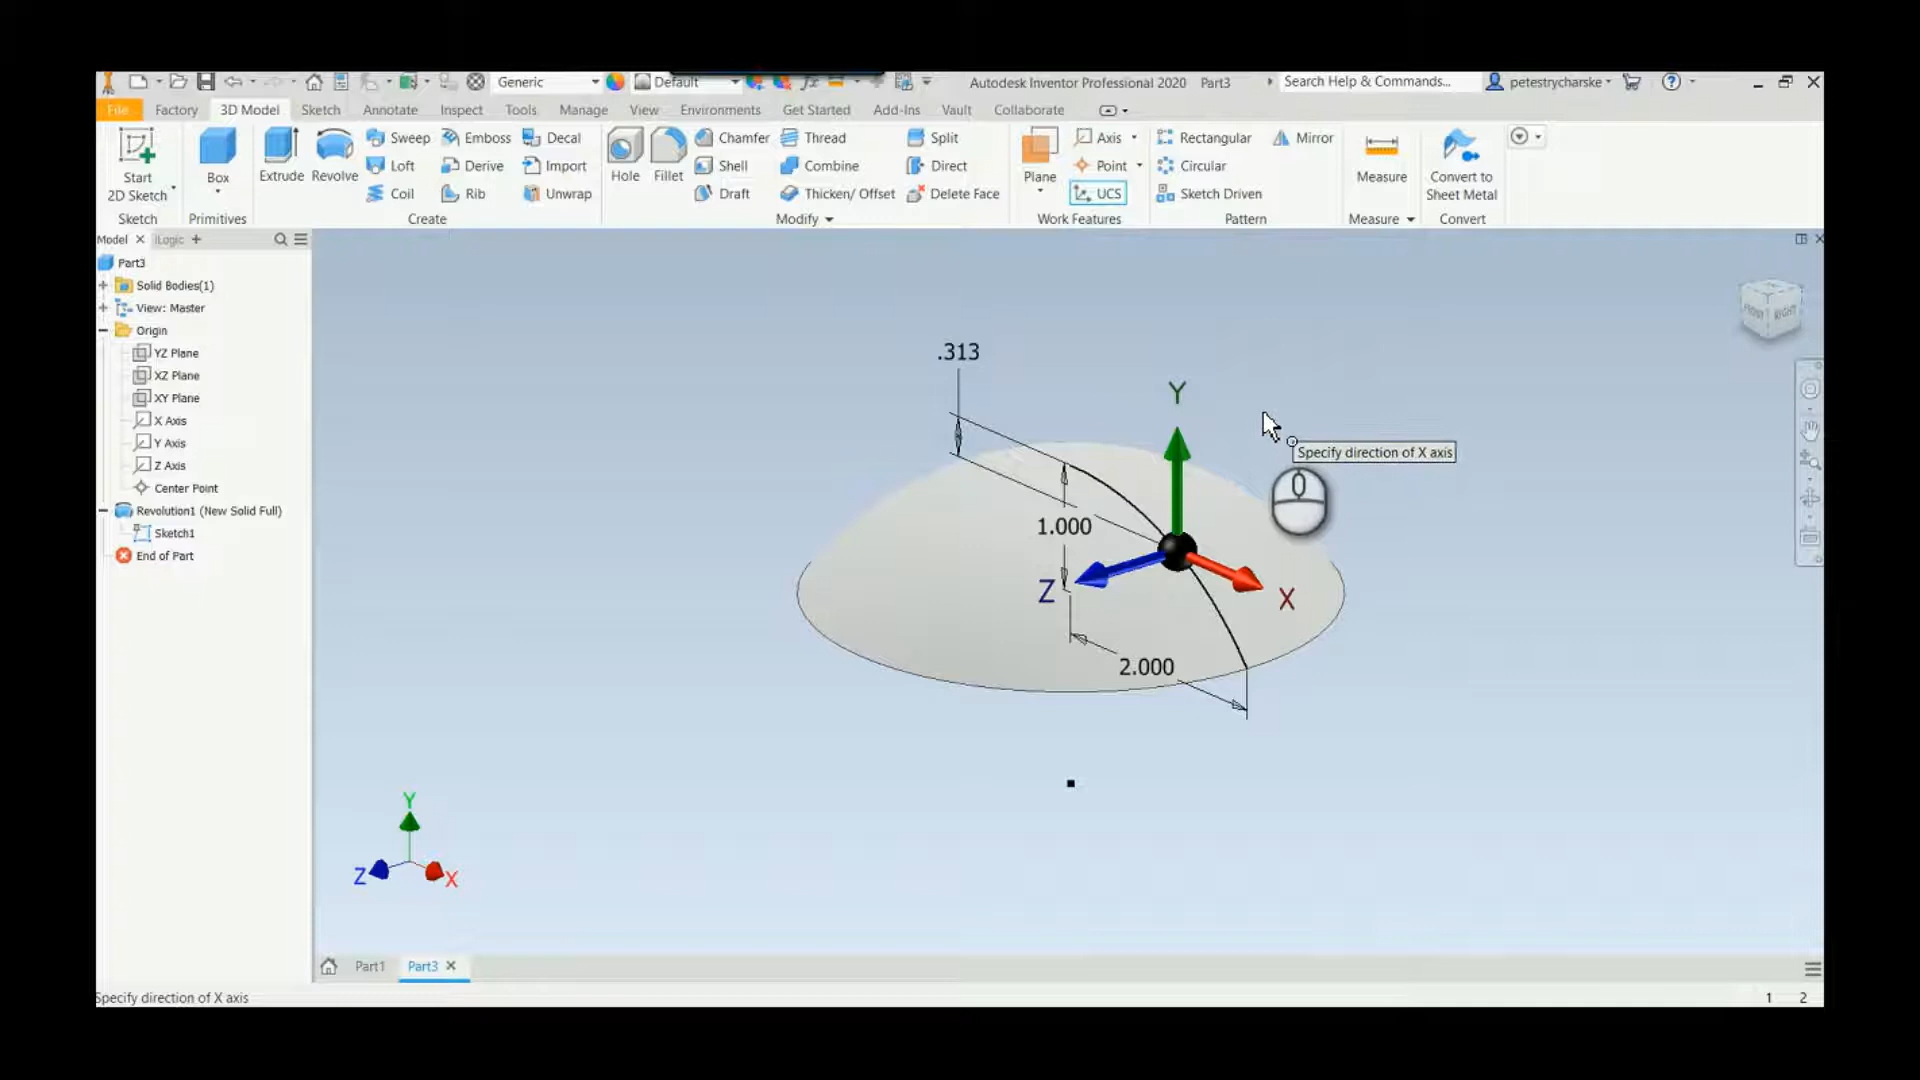 Generic
Default
Autodesk Inventor Professional 2020 Part3
Search Help & Commands...
petestrycharske
File Factory 3D Model Sketch Annotate Inspect Tools Manage View Environments Get Started Add-Ins Vault Collaborate
Start
2D Sketch
Sketch
Box
Primitives
Extrude
Revolve
Sweep
Loft
Coil
Emboss
Derive
Rib
Decal
Import
Unwrap
Create
Hole
Fillet
Chamfer
Shell
Draft
Thread
Combine
Thicken/ Offset
Split
Direct
Delete Face
Modify
Plane
Axis
Point
UCS
Work Features
Rectangular
Circular
Sketch Driven
Mirror
Pattern
Measure
Measure
Convert to
Sheet Metal
Convert
Model iLogic
Part3
Solid Bodies(1)
View: Master
Origin
YZ Plane
XZ Plane
XY Plane
X Axis
Y Axis
Z Axis
Center Point
Revolution1 (New Solid Full)
Sketch1
End of Part
FRONT RIGHT
.313
Y
Specify direction of X axis
1.000
Z
X
2.000
Y
Z
X
Part1
Part3
Specify direction of X axis
1 2